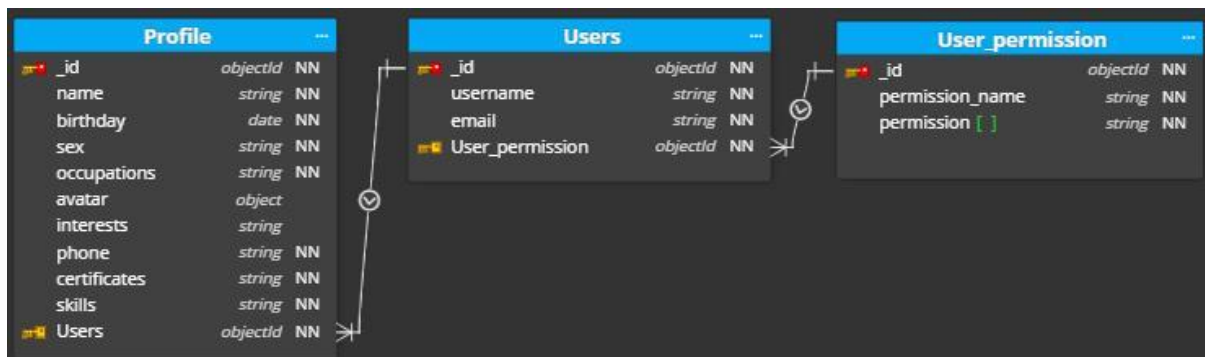 Profile ...
_id objectId NN
name string NN
birthday date NN
sex string NN
occupations string NN
avatar object
interests string
phone string NN
certificates string NN
skills string NN
Users objectId NN
Users ...
_id objectId NN
username string NN
email string NN
User_permission objectId NN
User_permission ...
_id objectId NN
permission_name string NN
permission [ ] string NN